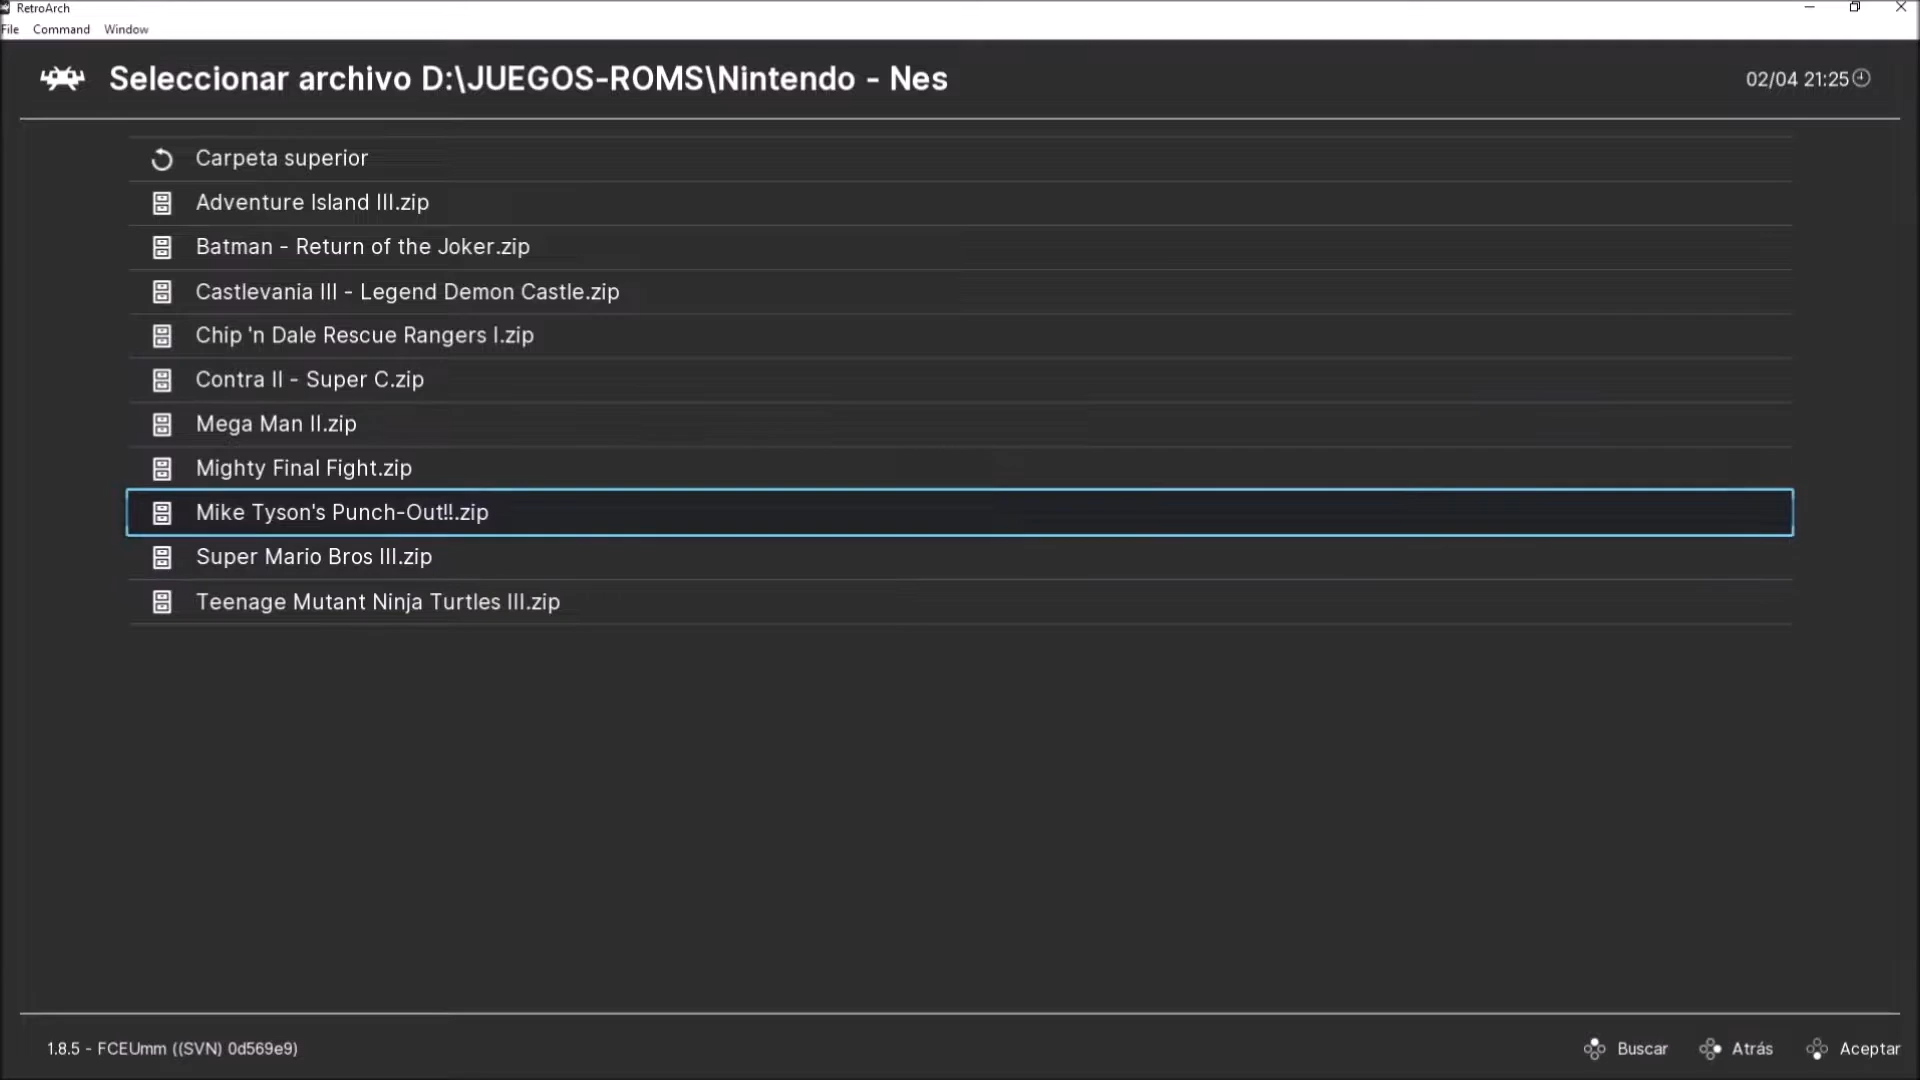 RetroArch
File Command Window
Seleccionar archivo D:\JUEGOS-ROMS\Nintendo - Nes
02/04 21:25
Carpeta superior
Adventure Island III.zip
Batman - Return of the Joker.zip
Castlevania III - Legend Demon Castle.zip
Chip 'n Dale Rescue Rangers I.zip
Contra II - Super C.zip
Mega Man II.zip
Mighty Final Fight.zip
Mike Tyson's Punch-Out!!.zip
Super Mario Bros III.zip
Teenage Mutant Ninja Turtles III.zip
1.8.5 - FCEUmm ((SVN) 0d569e9)
Buscar Atrás Aceptar